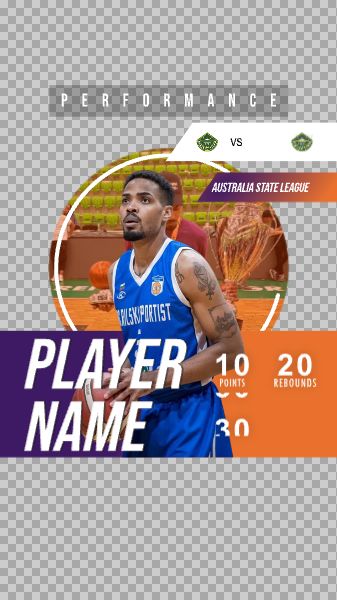 PERFORMANCE
VS
AUSTRALIA STATE LEAGUE
PLAYER
NAME
10
POINTS
20
REBOUNDS
30